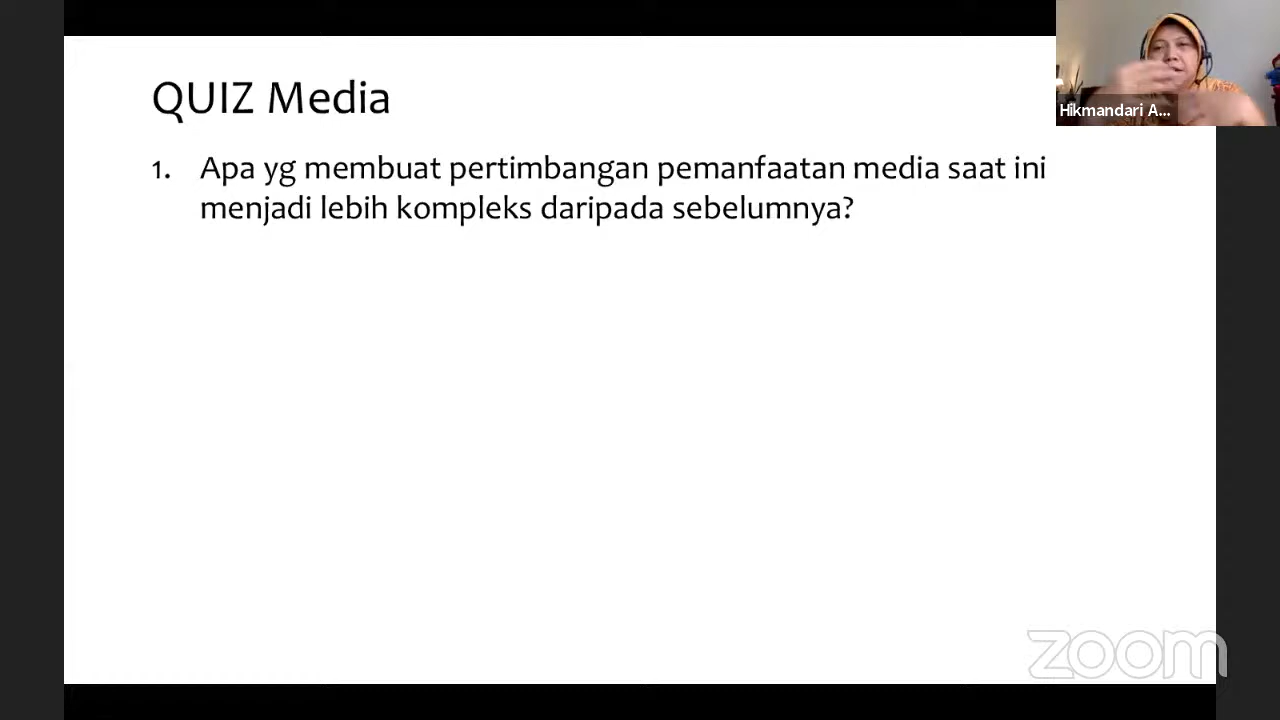 QUIZ Media
Hikmandari A...
1. Apa yg membuat pertimbangan pemanfaatan media saat ini
menjadi lebih kompleks daripada sebelumnya?
zoom